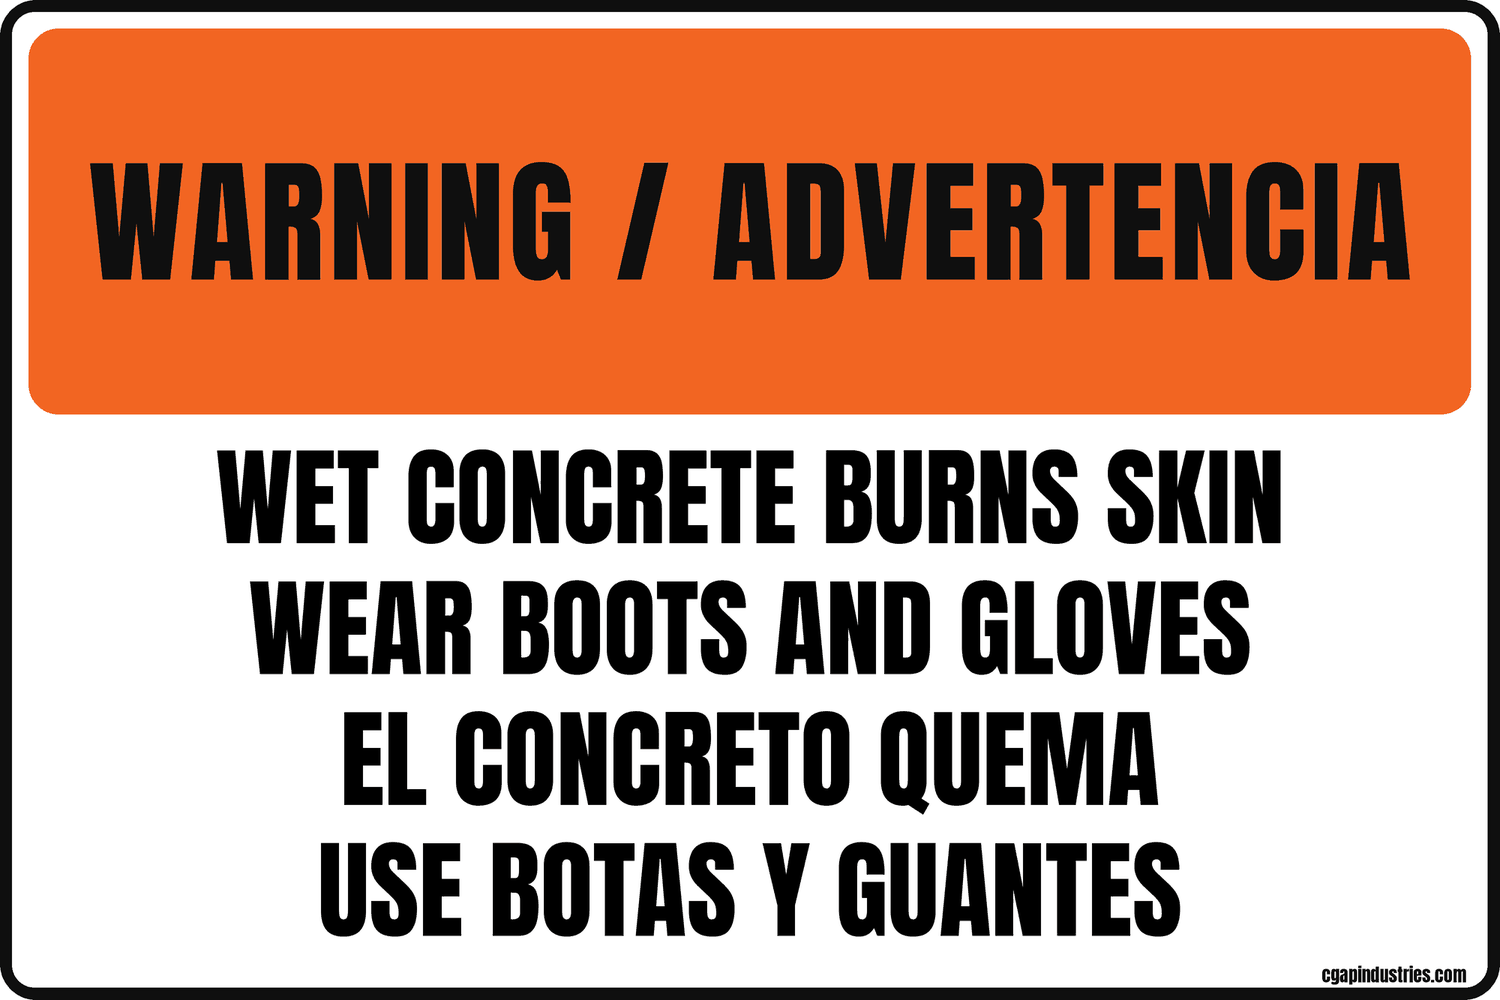 WARNING / ADVERTENCIA
WET CONCRETE BURNS SKIN
WEAR BOOTS AND GLOVES
EL CONCRETO QUEMA
USE BOTAS Y GUANTES
cgapindustries.com